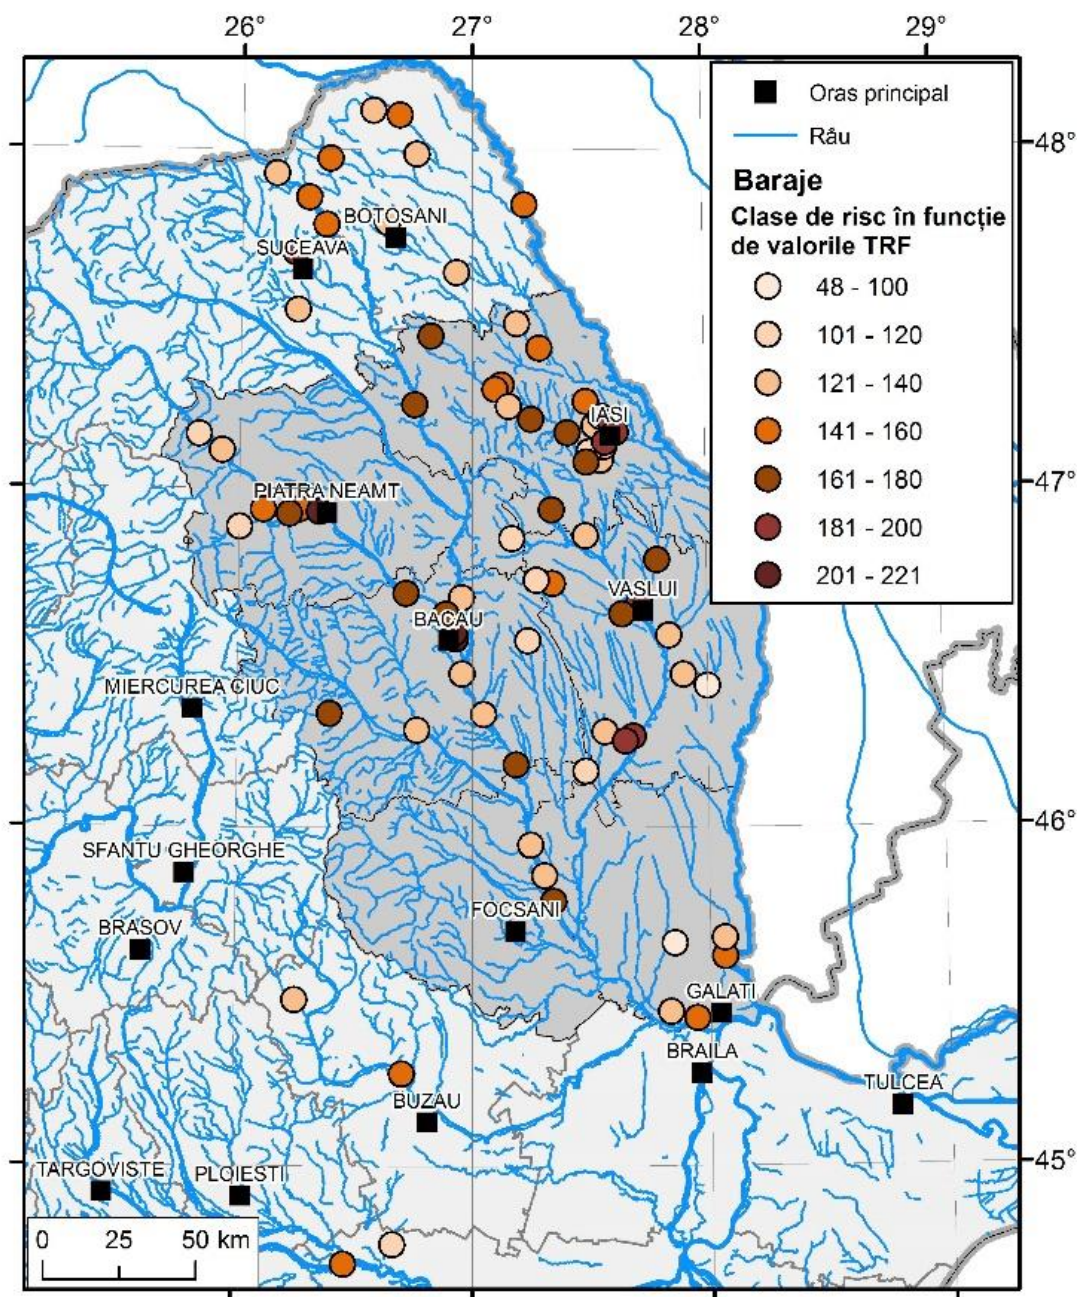 26° 27° 28° 29°
Oras principal
Râu
Baraje
Clase de risc în funcție
de valorile TRF
48 - 100
101 - 120
121 - 140
141 - 160
161 - 180
181 - 200
201 - 221
48°
BOTOSANI
SUCEAVA
IASI
47°
PIATRA NEAMT
VASLUI
BACAU
MIERCUREA CIUC
46°
SFANTU GHEORGHE
FOCSANI
BRASOV
GALATI
BRAILA
TULCEA
BUZAU
45°
TARGOVISTE
PLOIESTI
0 25 50 km